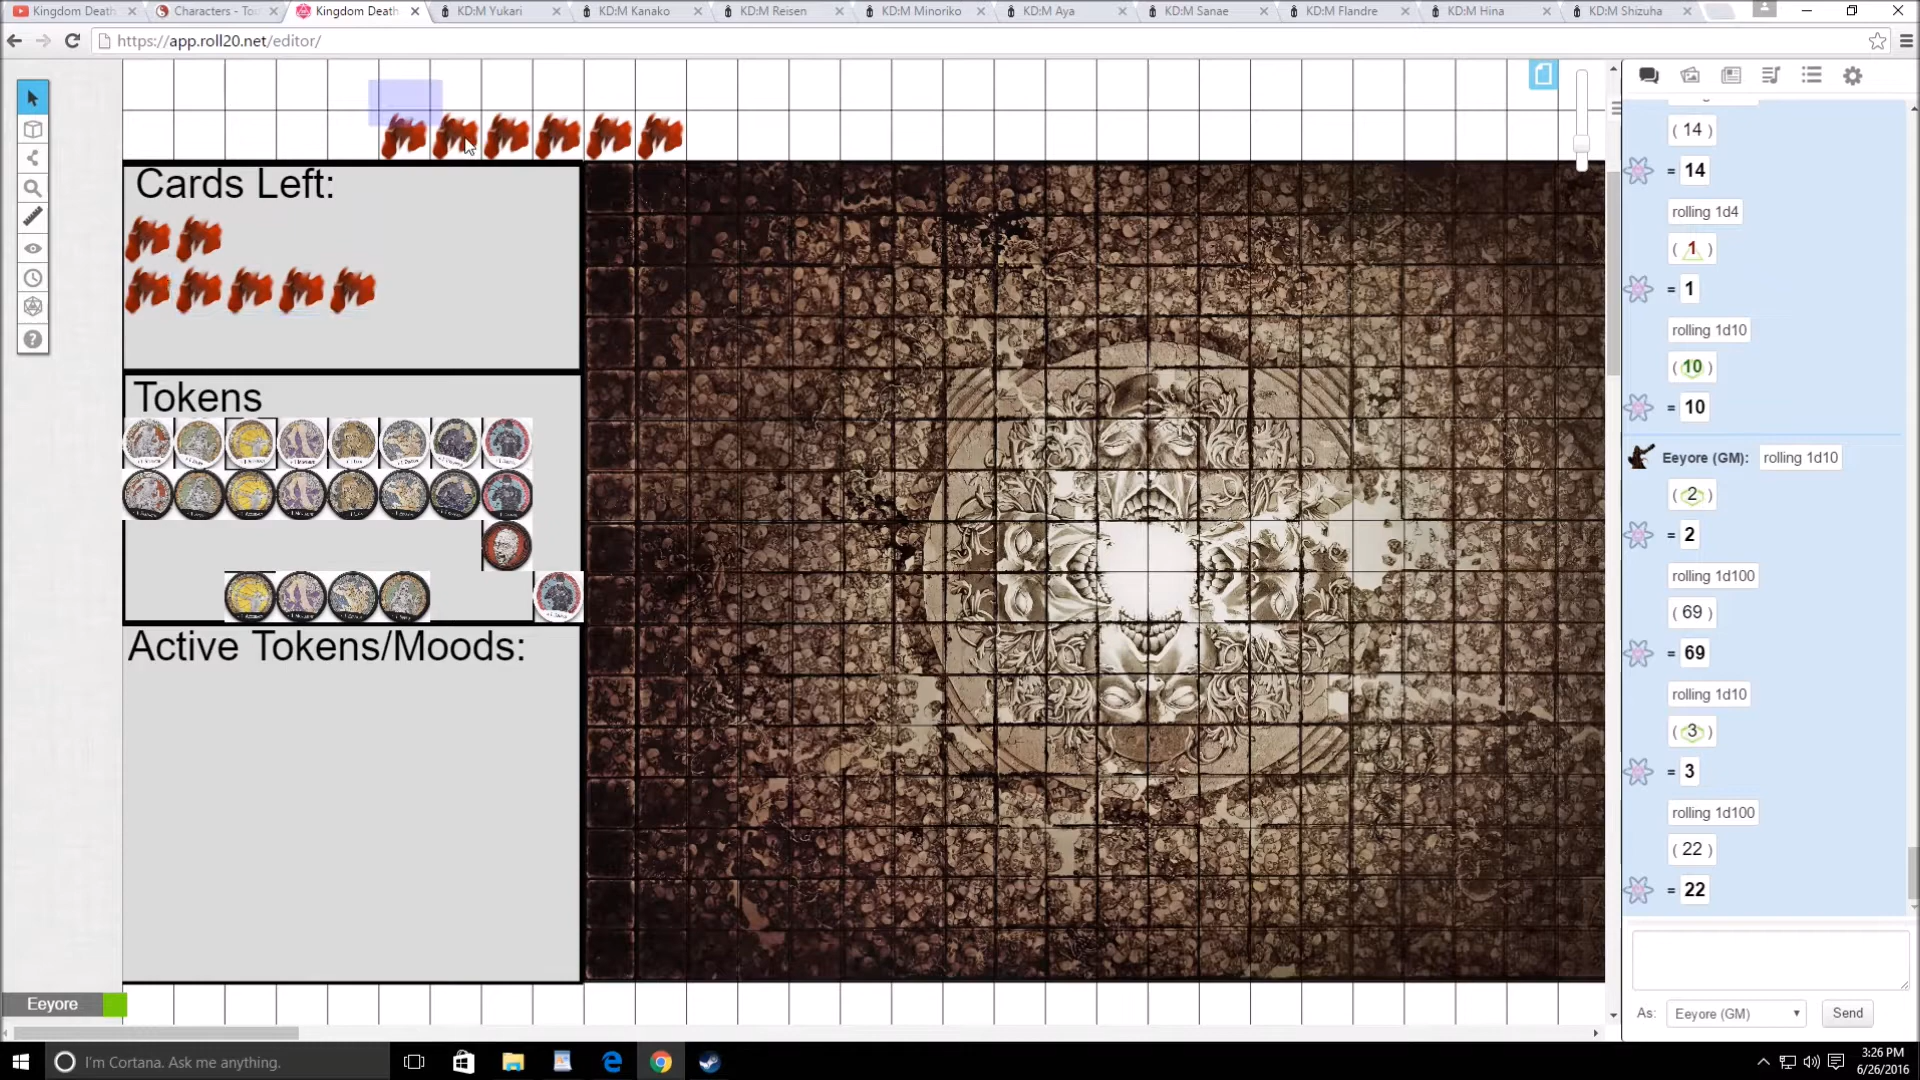 Kingdom Death
Characters - Tou
Kingdom Death
KD:M Yukari
KD:M Kanako
KD:M Reisen
KD:M Minoriko
KD:M Aya
KD:M Sanae
KD:M Flandre
KD:M Hina
KD:M Shizuha
https://app.roll20.net/editor/
Cards Left:
Tokens
Active Tokens/Moods:
Eeyore
( 14 )
= 14
rolling 1d4
( 1 )
= 1
rolling 1d10
( 10 )
= 10
Eeyore (GM): rolling 1d10
( 2 )
= 2
rolling 1d100
( 69 )
= 69
rolling 1d10
( 3 )
= 3
rolling 1d100
( 22 )
= 22
As: Eeyore (GM) Send
I'm Cortana. Ask me anything.
3:26 PM
6/26/2016